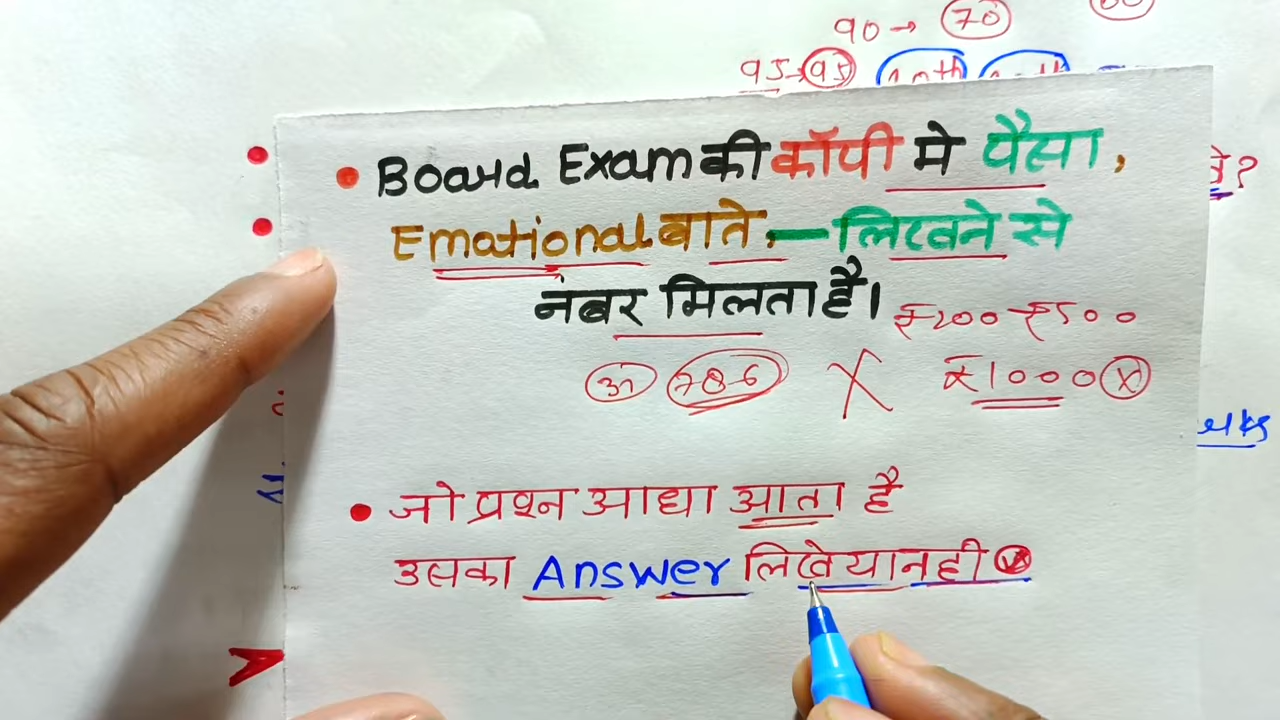 90 → 70
95 → 95
Board Exam की कॉपी मे पैसा,
Emational बाते, — लिखने से
नंबर मिलता है।
₹200 ₹500
ॐ 786 X ₹1000 X
जो प्रश्न आधा आता है
उसका Answer लिखे या नही